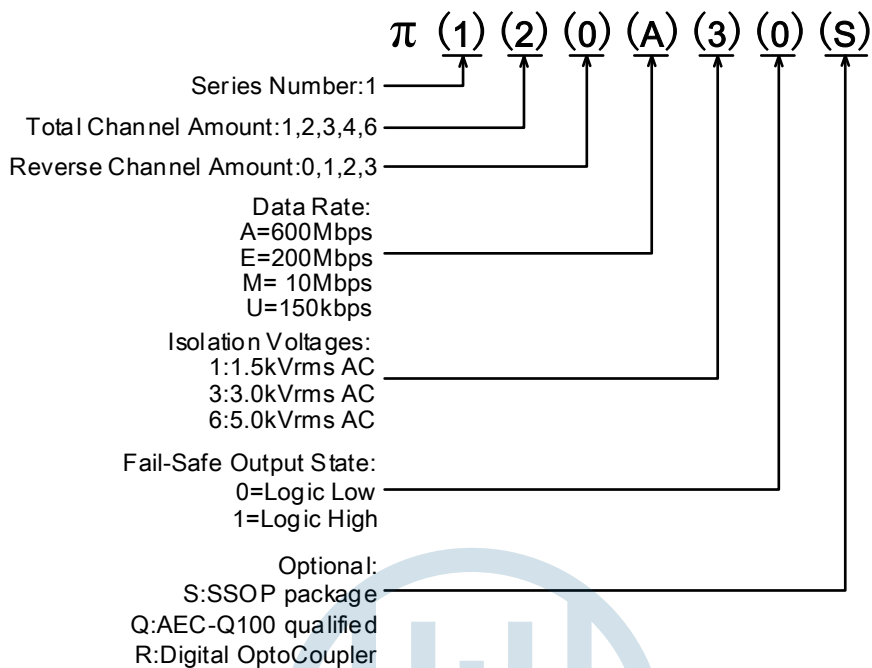 π (1) (2) (0) (A) (3) (0) (S)
Series Number:1
Total Channel Amount:1,2,3,4,6
Reverse Channel Amount:0,1,2,3
Data Rate:
A=600Mbps
E=200Mbps
M= 10Mbps
U=150kbps
Isolation Voltages:
1:1.5kVrms AC
3:3.0kVrms AC
6:5.0kVrms AC
Fail-Safe Output State:
0=Logic Low
1=Logic High
Optional:
S:SSOP package
Q:AEC-Q100 qualified
R:Digital OptoCoupler